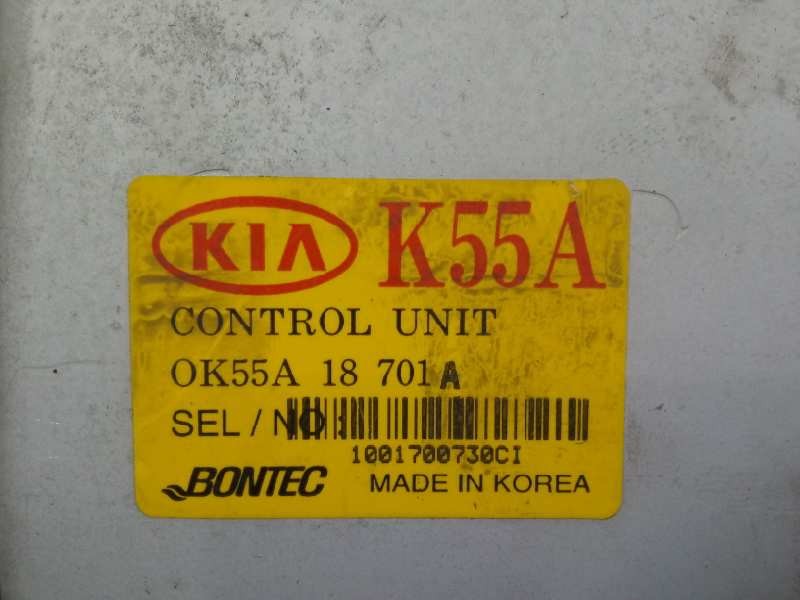 KIA K55A
CONTROL UNIT
OK55A 18 701A
SEL / NO :
1001700730CI
BONTEC MADE IN KOREA